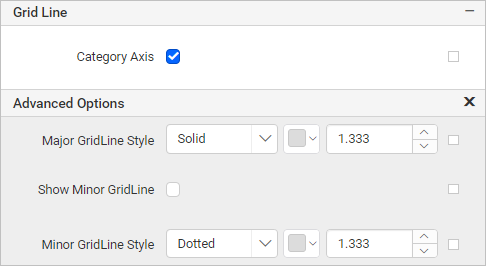 Grid Line
Category Axis
Advanced Options
Major GridLine Style Solid 1.333
Show Minor GridLine
Minor GridLine Style Dotted 1.333